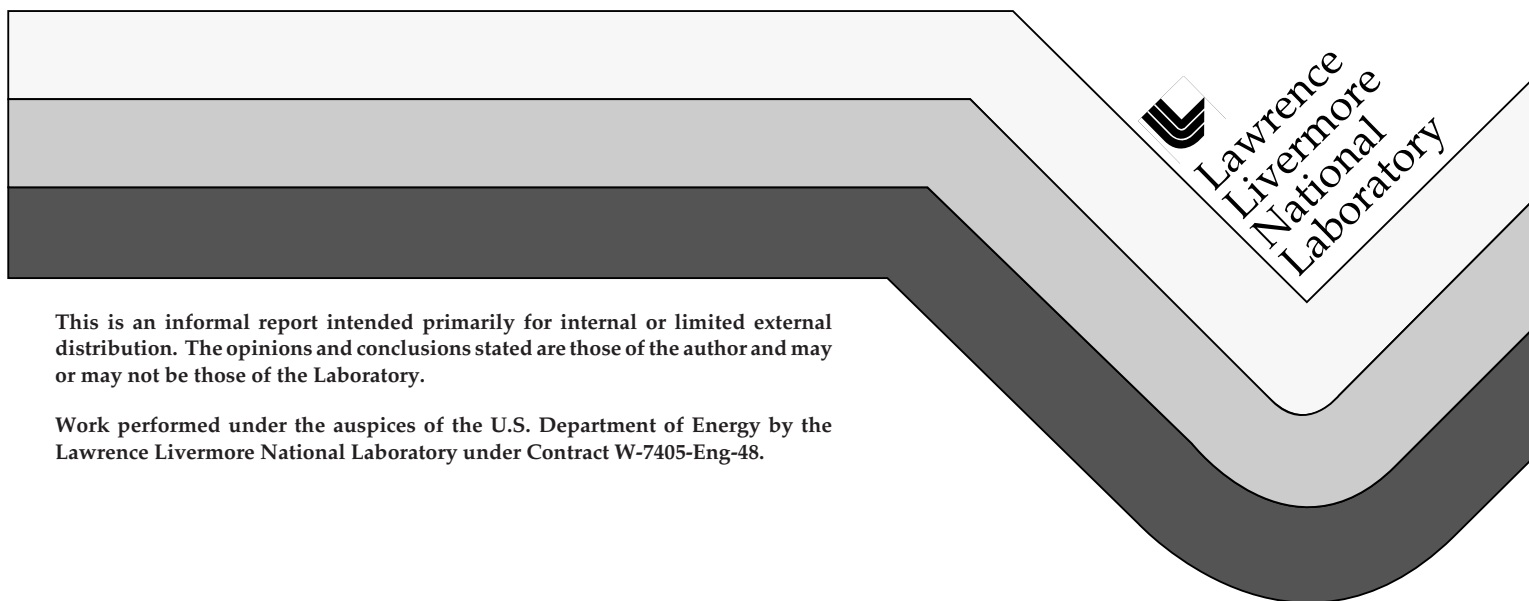 Lawrence
Livermore
National
Laboratory
This is an informal report intended primarily for internal or limited external
distribution. The opinions and conclusions stated are those of the author and may
or may not be those of the Laboratory.
Work performed under the auspices of the U.S. Department of Energy by the
Lawrence Livermore National Laboratory under Contract W-7405-Eng-48.